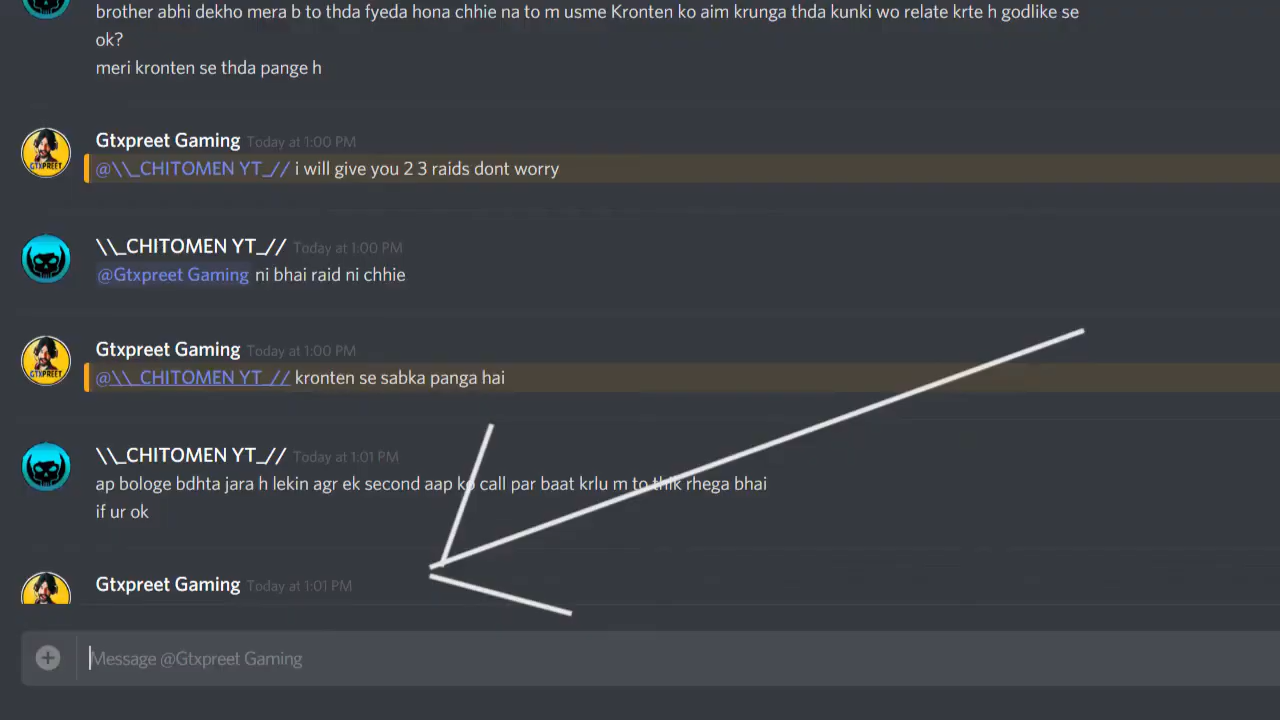 brother abhi dekho mera b to thda fyeda hona chhie na to m usme Kronten ko aim krunga thda kunki wo relate krte h godlike se
ok?
meri kronten se thda pange h
Gtxpreet Gaming Today at 1:00 PM
GTXPREET
@\\_CHITOMEN YT_// i will give you 2 3 raids dont worry
\\_CHITOMEN YT_// Today at 1:00 PM
@Gtxpreet Gaming ni bhai raid ni chhie
Gtxpreet Gaming Today at 1:00 PM
GTXPREET
@\\_CHITOMEN YT_// kronten se sabka panga hai
\\_CHITOMEN YT_// Today at 1:01 PM
ap bologe bdhta jara h lekin agr ek second aap ko call par baat krlu m to thik rhega bhai
if ur ok
Gtxpreet Gaming Today at 1:01 PM
Message @Gtxpreet Gaming